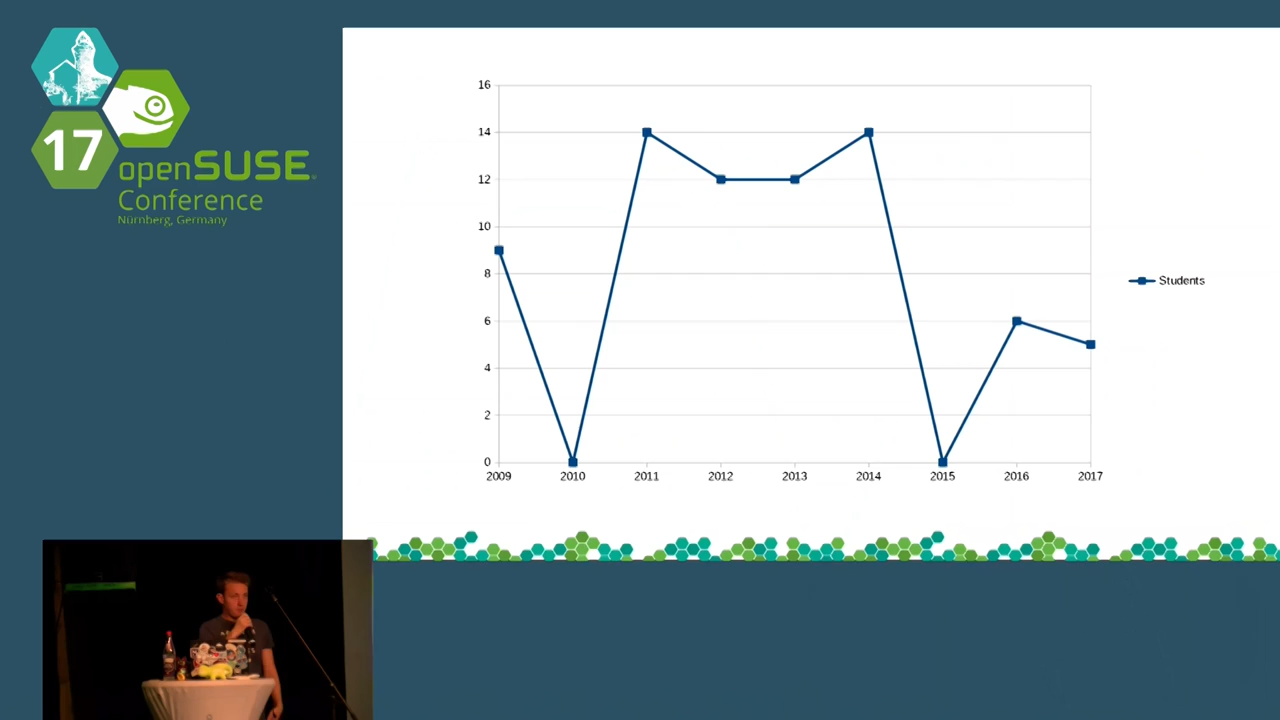 17
openSUSE
Conference
Nürnberg, Germany
16
14
12
10
8
6
4
2
0
2009 2010 2011 2012 2013 2014 2015 2016 2017
Students